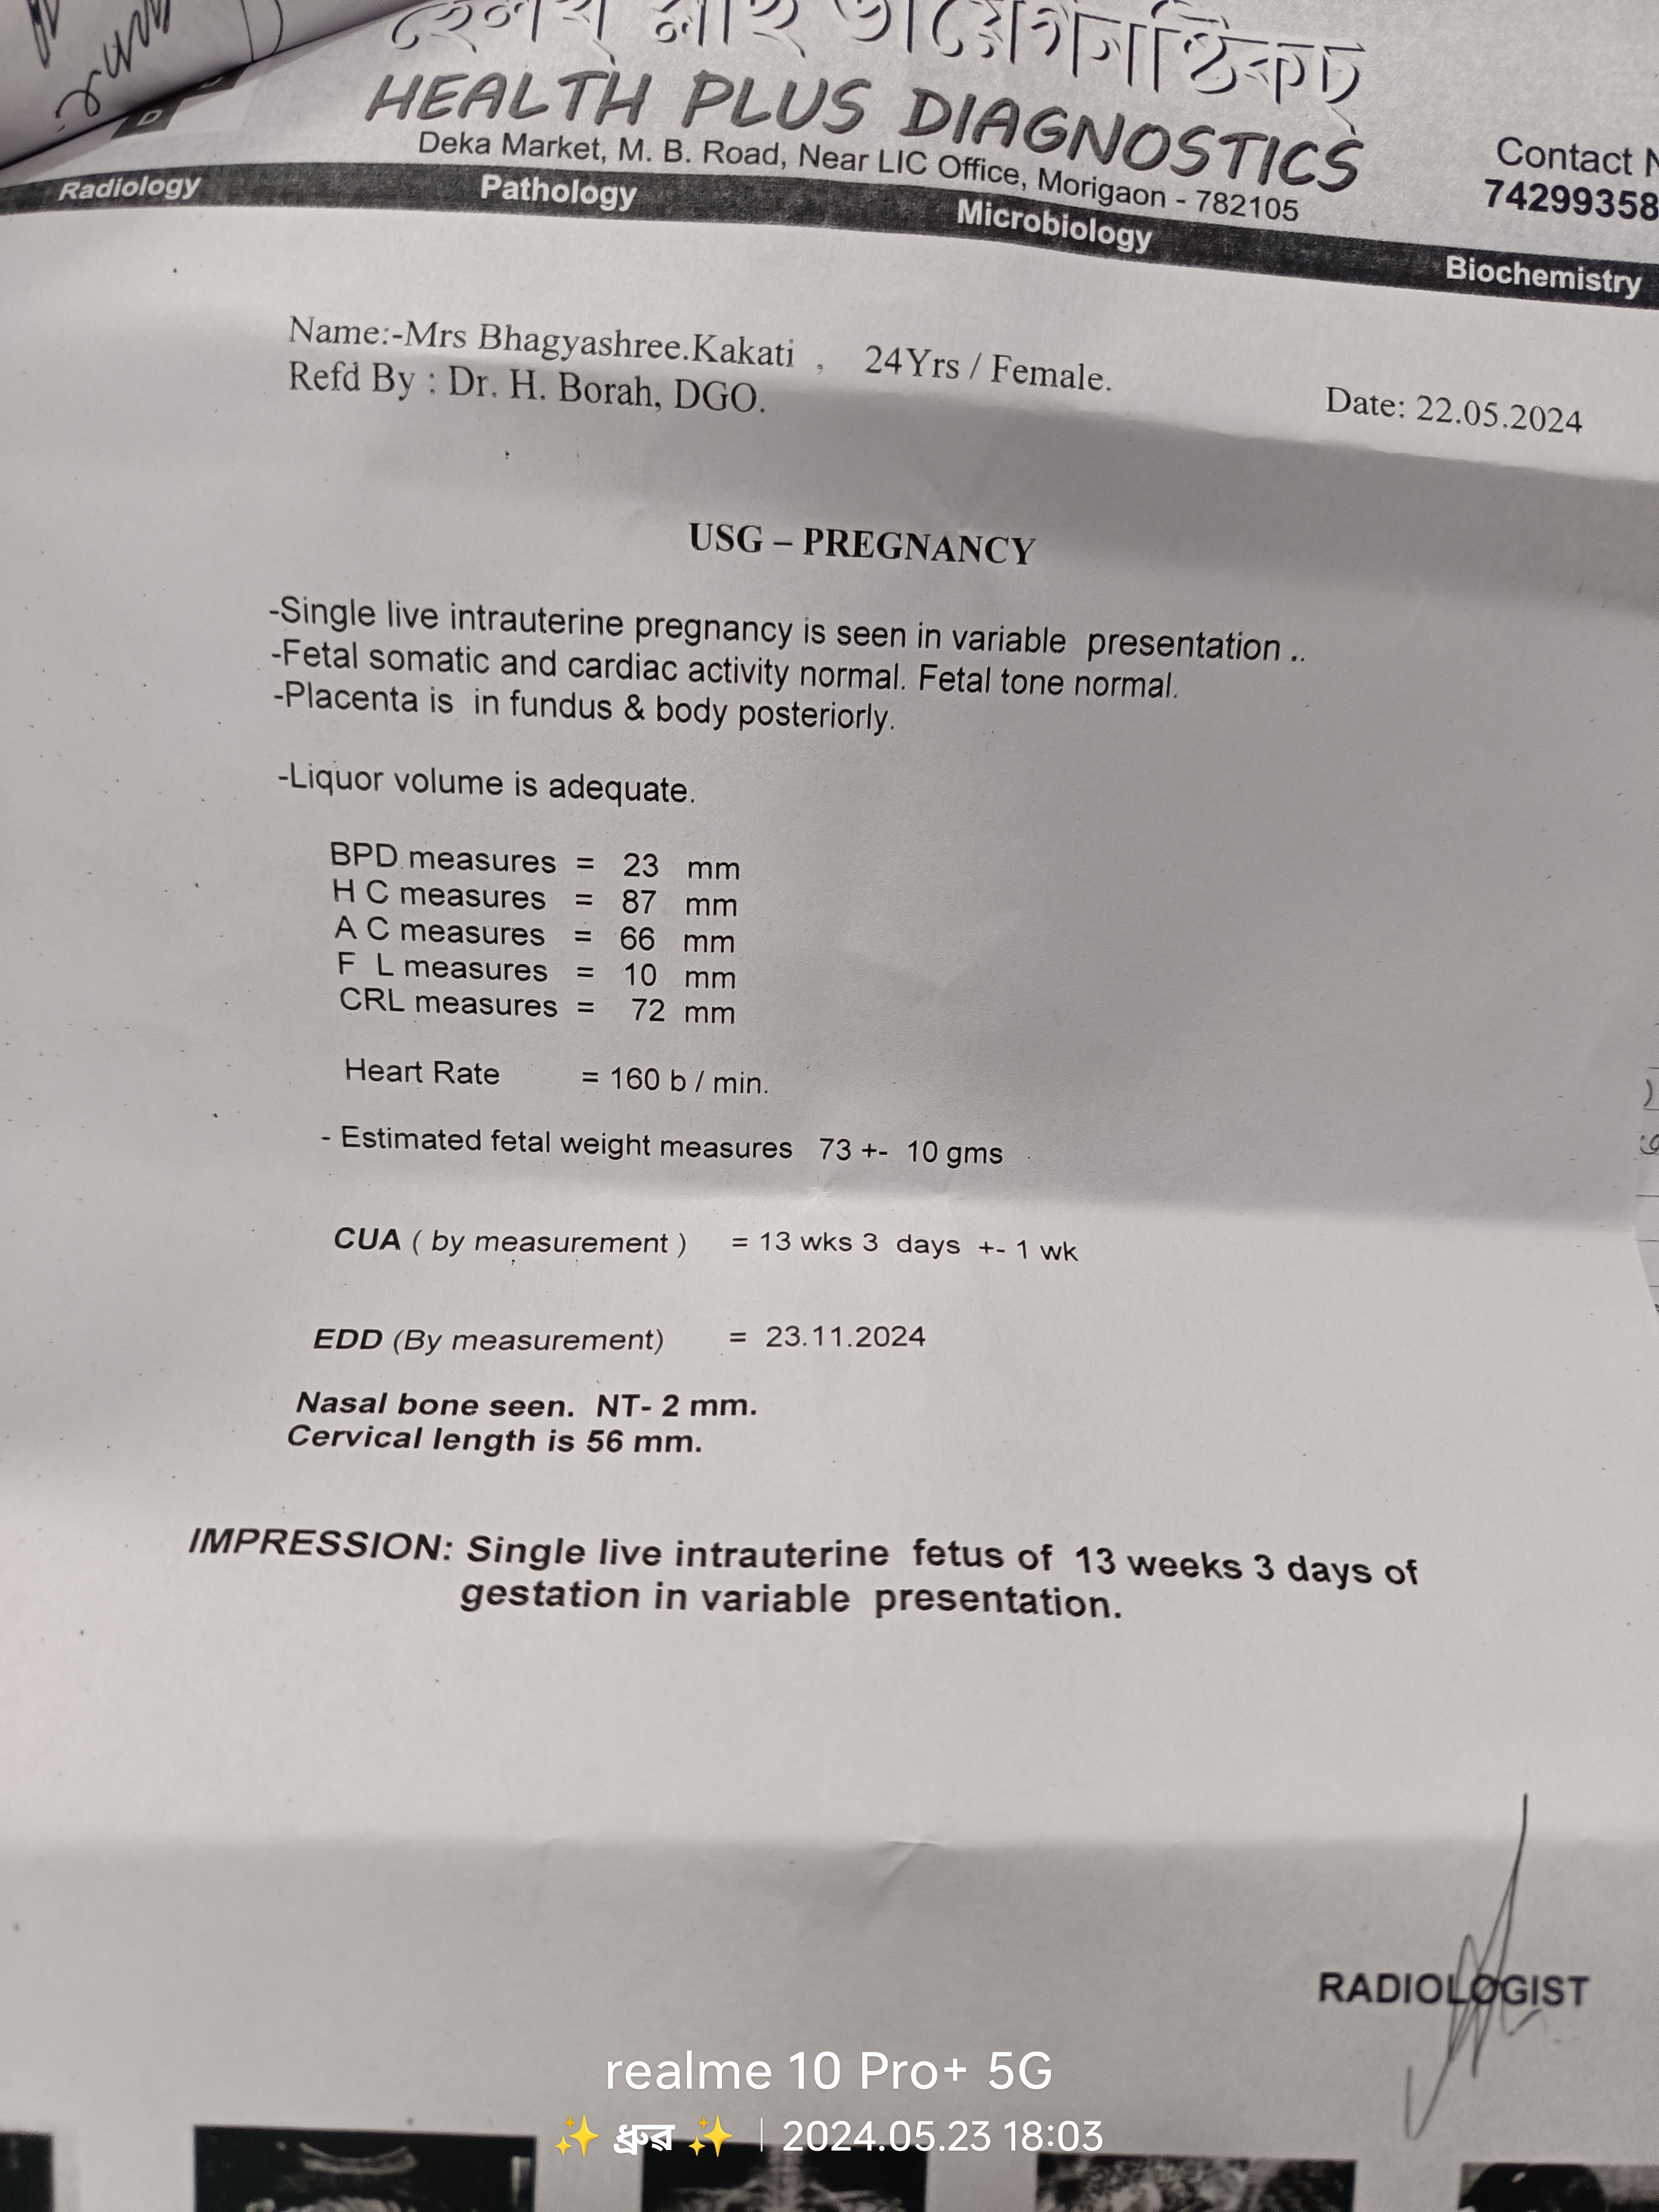 হেলথ প্লাছ ডায়েগনোষ্টিকচ
HEALTH PLUS DIAGNOSTICS
Deka Market, M. B. Road, Near LIC Office, Morigaon - 782105
Contact N
74299358
Radiology Pathology Microbiology Biochemistry
Name:-Mrs Bhagyashree.Kakati , 24Yrs / Female.
Refd By : Dr. H. Borah, DGO.
Date: 22.05.2024
USG – PREGNANCY
-Single live intrauterine pregnancy is seen in variable presentation ..
-Fetal somatic and cardiac activity normal. Fetal tone normal.
-Placenta is in fundus & body posteriorly.
-Liquor volume is adequate.
BPD measures = 23 mm
H C measures = 87 mm
A C measures = 66 mm
F L measures = 10 mm
CRL measures = 72 mm
Heart Rate = 160 b / min.
- Estimated fetal weight measures 73 +- 10 gms
CUA ( by measurement ) = 13 wks 3 days +- 1 wk
EDD (By measurement) = 23.11.2024
Nasal bone seen. NT- 2 mm.
Cervical length is 56 mm.
IMPRESSION: Single live intrauterine fetus of 13 weeks 3 days of
gestation in variable presentation.
RADIOLOGIST
realme 10 Pro+ 5G
✨ ধ্ৰুৱ ✨ | 2024.05.23 18:03